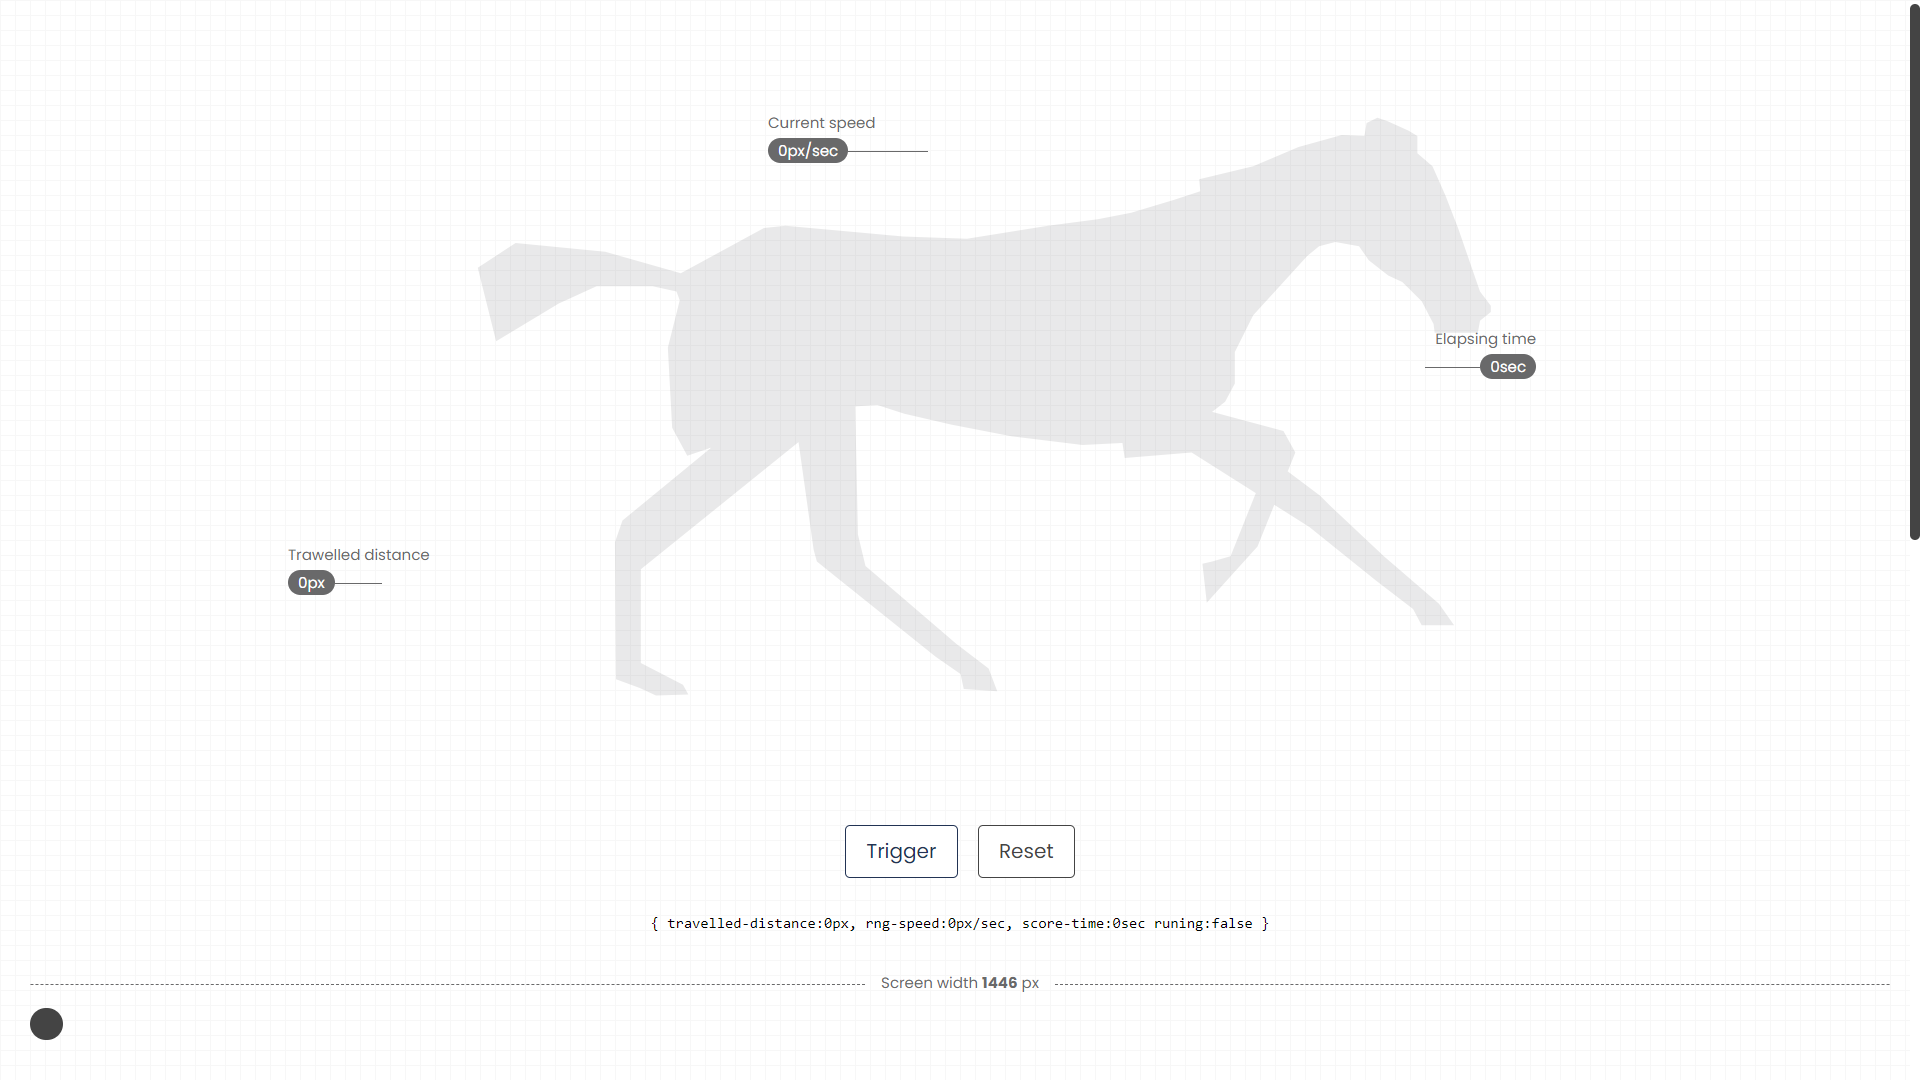 Current speed
0px/sec
Elapsing time
0sec
Trawelled distance
0px
Trigger
Reset
{ travelled-distance:0px, rng-speed:0px/sec, score-time:0sec runing:false }
Screen width 1446 px